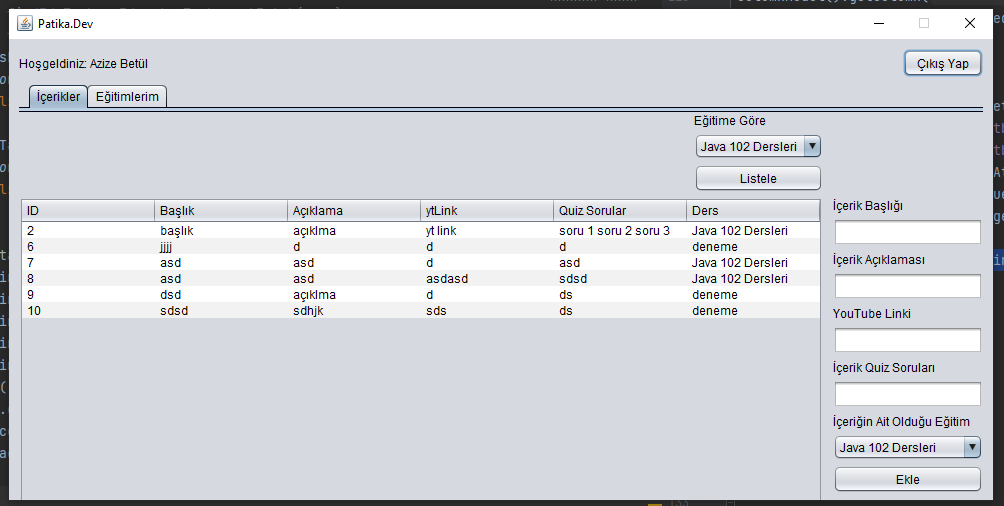 Patika.Dev
Hoşgeldiniz: Azize Betül
Çıkış Yap
İçerikler Eğitimlerim
Eğitime Göre
Java 102 Dersleri
Listele
ID Başlık Açıklama ytLink Quiz Sorular Ders
2 başlık açıklma yt link soru 1 soru 2 soru 3 Java 102 Dersleri
6 jjjj d d d deneme
7 asd asd d asd Java 102 Dersleri
8 asd asd asdasd sdsd Java 102 Dersleri
9 dsd açıklma d ds deneme
10 sdsd sdhjk sds ds deneme
İçerik Başlığı
İçerik Açıklaması
YouTube Linki
İçerik Quiz Soruları
İçeriğin Ait Olduğu Eğitim
Java 102 Dersleri
Ekle